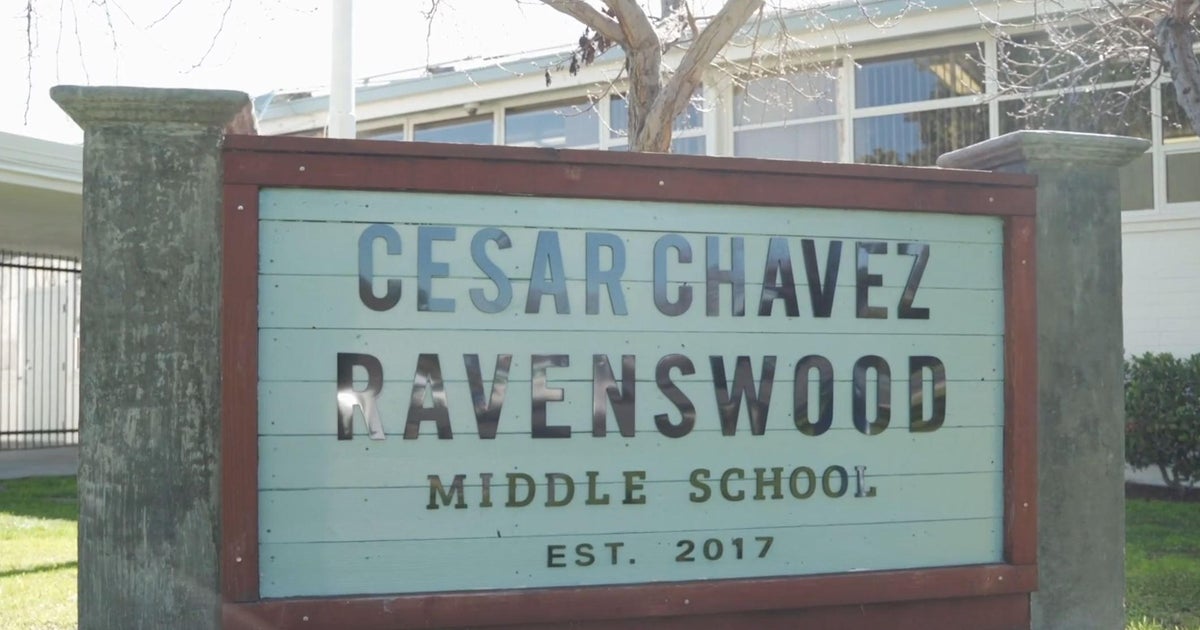 CESAR CHAVEZ
RAVENSWOOD
MIDDLE SCHOOL
EST. 2017